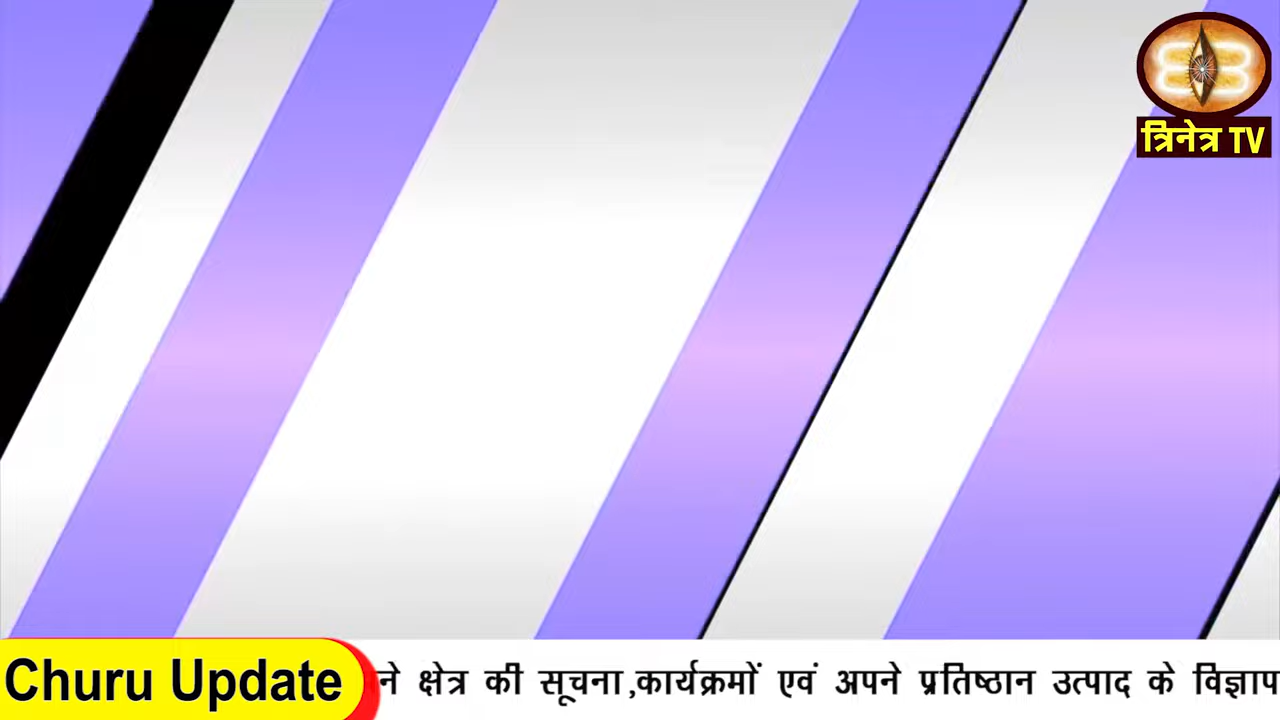 त्रिनेत्र TV
Churu Update
ने क्षेत्र की सूचना,कार्यक्रमों एवं अपने प्रतिष्ठान उत्पाद के विज्ञाप